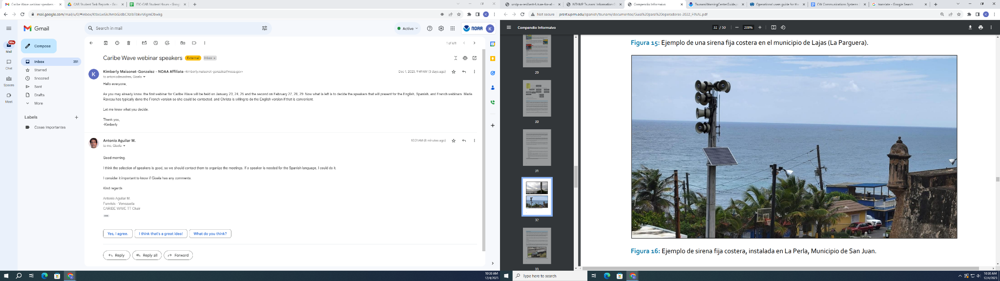 Caribe Wave webinar speakers
CAR Student Task Reports - Goo
ITIC-CAR Student Hours - Googl
Gmail
Search in mail
Active
NOAA
K
99+
Mail
Chat
Spaces
Meet
Compose
Inbox 351
Starred
Snoozed
Sent
Drafts
More
Labels
Cosas Importantes
1 of 611
Caribe Wave webinar speakers External Inbox x
Kimberly Maisonet-Gonzalez - NOAA Affiliate <kimberly.maisonet-gonzalez@noaa.gov>
Dec 1, 2023, 9:49 AM (3 days ago)
to antoniodesastres, Gisela
Hello everyone,
As you may already know, the first webinar for Caribe Wave will be held on January 23, 24, 25 and the second on February 27, 28, 29. Now what is left is to decide the speakers that will present for the English, Spanish, and French webinars. Marie
Raveau has typically done the French version so she could be contacted, and Christa is willing to do the English version if that is convenient.
Let me know what you decide.
Thank you,
-Kimberly
Antonio Aguilar M.
10:21 AM (8 minutes ago)
to me, Gisela
Good morning,
I think the selection of speakers is good, so we should contact them to organize the meetings. If a speaker is needed for the Spanish language, I could do it.
I consider it important to know if Gisela has any comments.
Kind regards
Antonio Aguilar M.
Funvisis - Venezuela
CARIBE WAVE TT Chair
Yes, I agree.
I think that's a great idea!
What do you think?
Reply
Reply all
Forward
10:30 AM
12/4/2023
undp-a-resilient-future-for-all-
NTHMP Tsunami Information G
Compendio Informaivo
TsunamiWarningCenterGuide.p
Operational users guide for the
CW Communications Systems
translate - Google Search
Not secure prsnt.uprm.edu/spanish/tsunami/documentos/Guia%20para%20operadores-2022_FINAL.pdf
Compendio Informaivo
32 / 50
200%
29
30
31
32
33
Figura 15: Ejemplo de una sirena fija costera en el municipio de Lajas (La Parguera).
Figura 16: Ejemplo de sirena fija costera, instalada en La Perla, Municipio de San Juan.
Type here to search
10:30 AM
12/4/2023